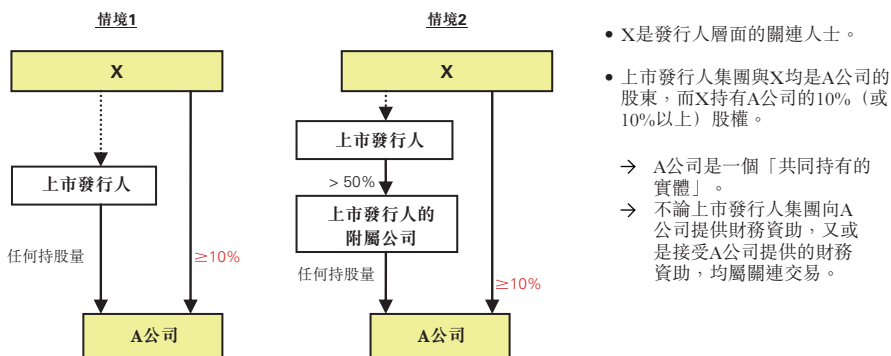 情境1
X
上市發行人
任何持股量
≥10%
A公司
情境2
X
上市發行人
> 50%
上市發行人的
附屬公司
任何持股量
≥10%
A公司
• X是發行人層面的關連人士。
• 上市發行人集團與X均是A公司的
股東，而X持有A公司的10%（或
10%以上）股權。
→ A公司是一個「共同持有的
實體」。
→ 不論上市發行人集團向A
公司提供財務資助，又或
是接受A公司提供的財務
資助，均屬關連交易。